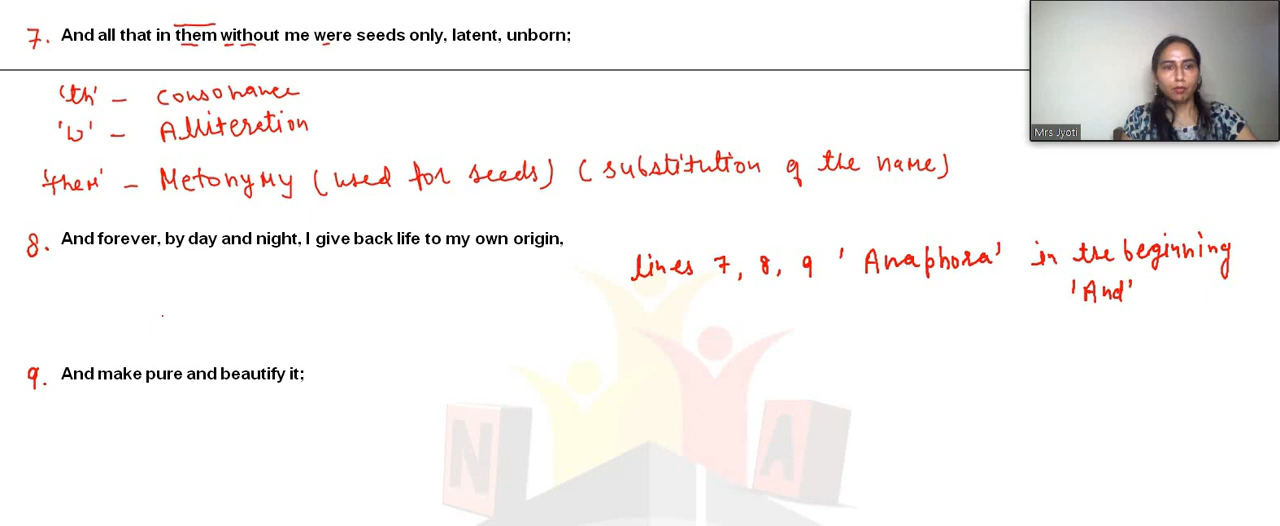 7. And all that in them without me were seeds only, latent, unborn;
'th' - Consonance
'w' - Alliteration
'them' - Metonymy (used for seeds) (substitution of the name)
8. And forever, by day and night, I give back life to my own origin,
lines 7, 8, 9 'Anaphora' in the beginning
'And'
9. And make pure and beautify it;
Mrs Jyoti
N A